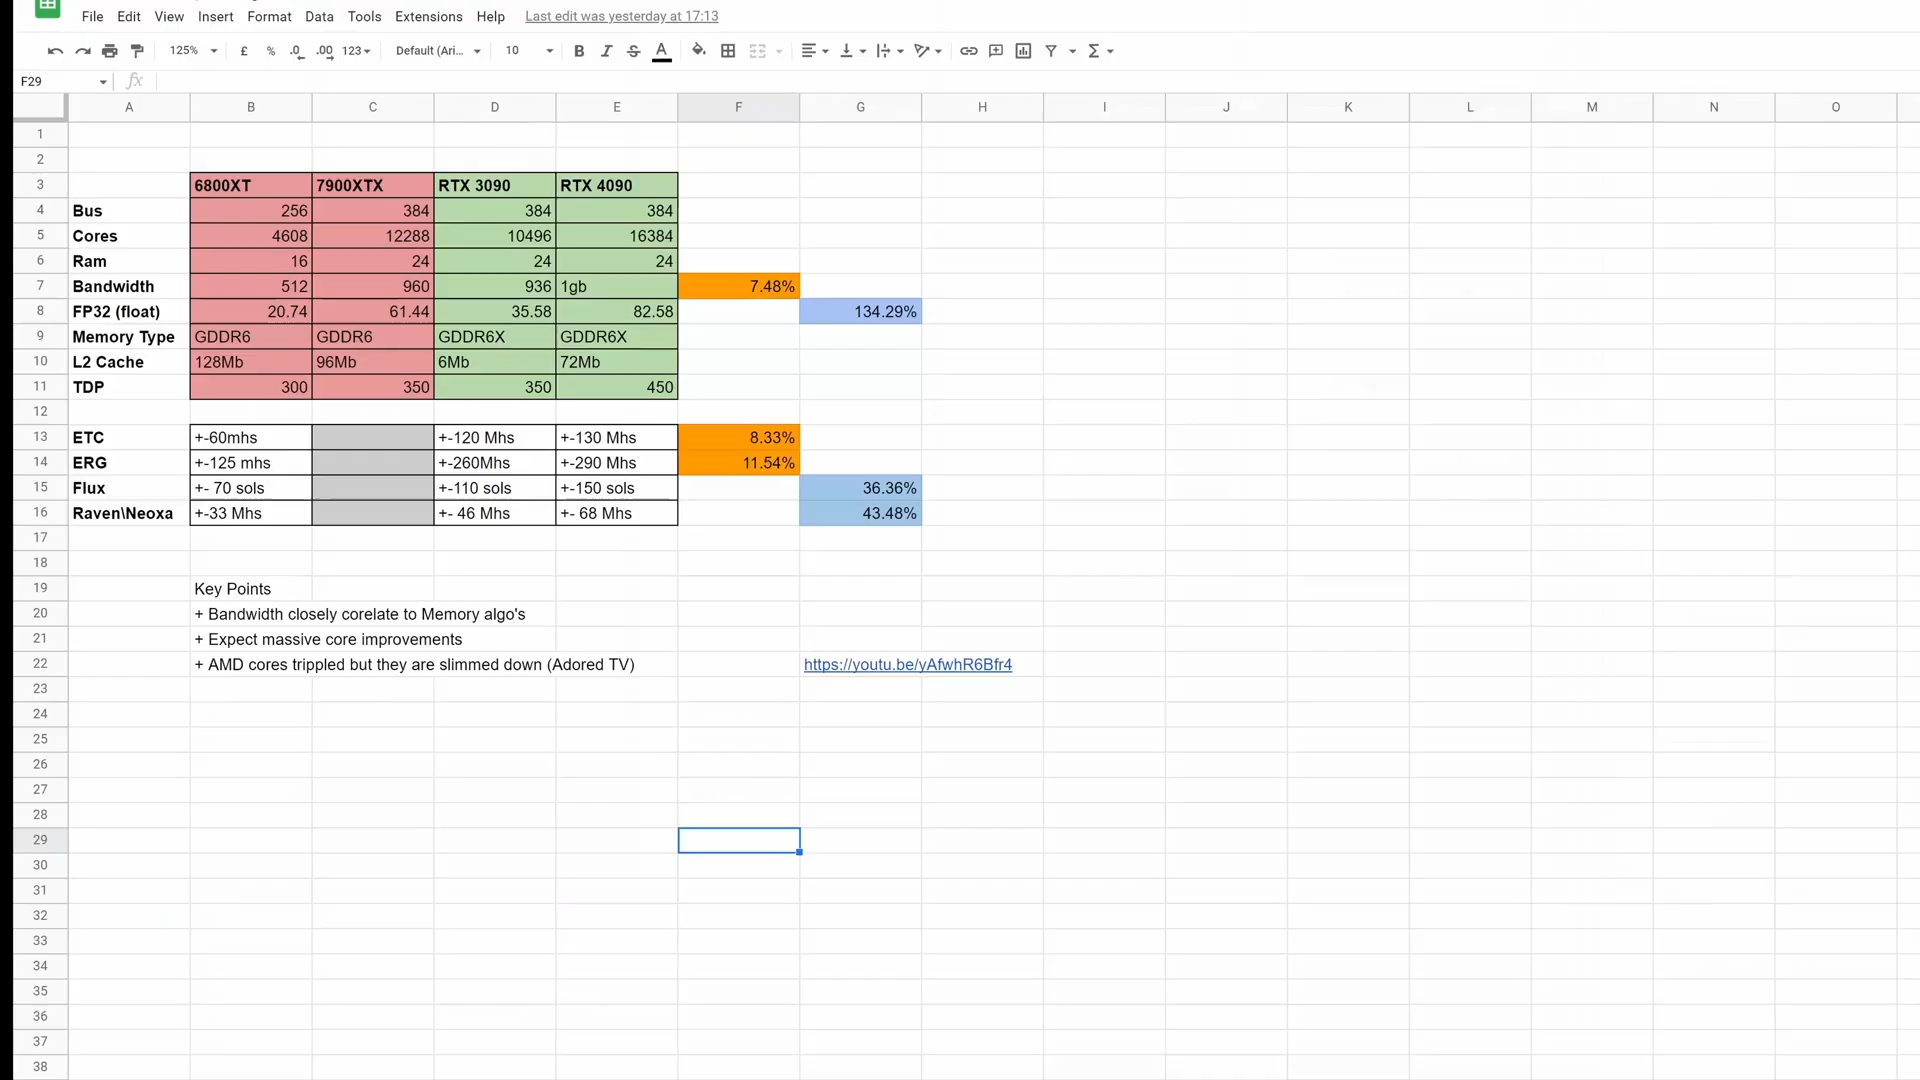 File Edit View Insert Format Data Tools Extensions Help Last edit was yesterday at 17:13
125% £ % .0 .00 123 Default (Ari... 10 B I S A Σ
F29 fx
A B C D E F G H I J K L M N O
1
2
3 6800XT 7900XTX RTX 3090 RTX 4090
4 Bus 256 384 384 384
5 Cores 4608 12288 10496 16384
6 Ram 16 24 24 24
7 Bandwidth 512 960 936 1gb 7.48%
8 FP32 (float) 20.74 61.44 35.58 82.58 134.29%
9 Memory Type GDDR6 GDDR6 GDDR6X GDDR6X
10 L2 Cache 128Mb 96Mb 6Mb 72Mb
11 TDP 300 350 350 450
12
13 ETC +-60mhs +-120 Mhs +-130 Mhs 8.33%
14 ERG +-125 mhs +-260Mhs +-290 Mhs 11.54%
15 Flux +- 70 sols +-110 sols +-150 sols 36.36%
16 Raven\Neoxa +-33 Mhs +- 46 Mhs +- 68 Mhs 43.48%
17
18
19 Key Points
20 + Bandwidth closely corelate to Memory algo's
21 + Expect massive core improvements
22 + AMD cores trippled but they are slimmed down (Adored TV) https://youtu.be/yAfwhR6Bfr4
23
24
25
26
27
28
29
30
31
32
33
34
35
36
37
38